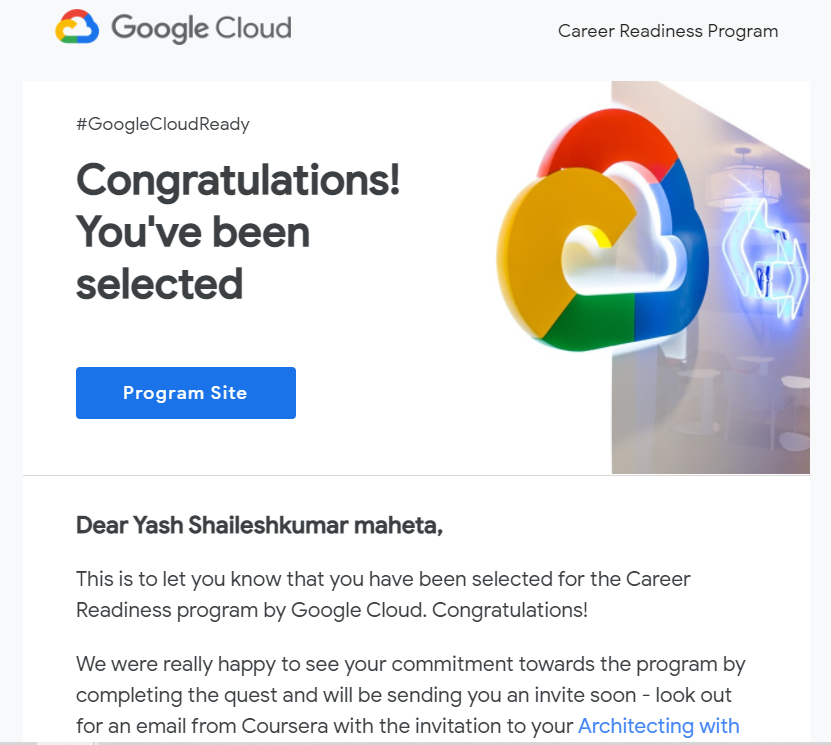 Google Cloud
Career Readiness Program
#GoogleCloudReady
Congratulations!
You've been
selected
Program Site
Dear Yash Shaileshkumar maheta,
This is to let you know that you have been selected for the Career
Readiness program by Google Cloud. Congratulations!
We were really happy to see your commitment towards the program by
completing the quest and will be sending you an invite soon - look out
for an email from Coursera with the invitation to your Architecting with